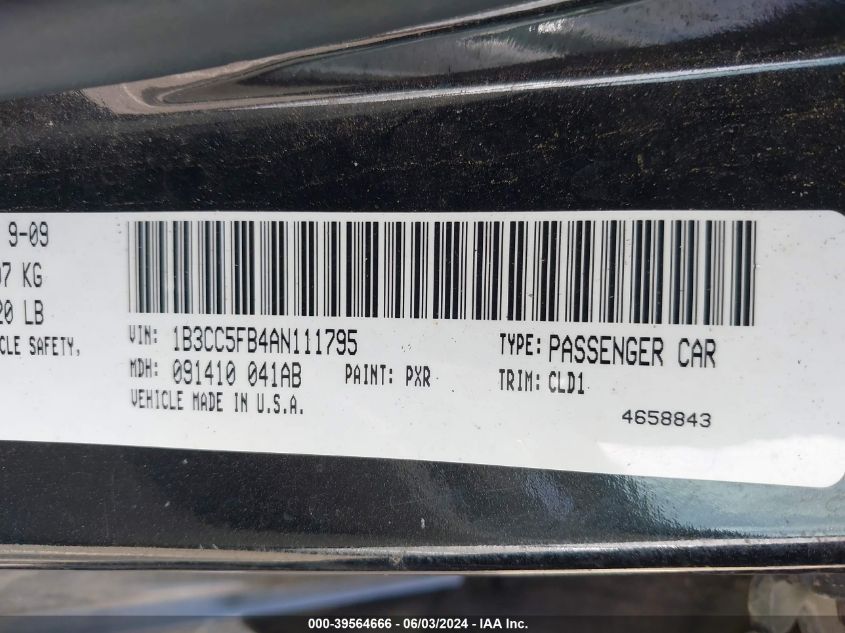 9-09
07 KG
20 LB
CLE SAFETY,
VIN: 1B3CC5FB4AN111795
TYPE: PASSENGER CAR
MDH: 091410 041AB
PAINT: PXR
TRIM: CLD1
VEHICLE MADE IN U.S.A.
4658843
000-39564666 - 06/03/2024 - IAA Inc.